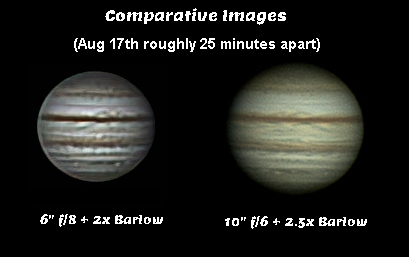 Comparative Images
(Aug 17th roughly 25 minutes apart)
6" f/8 + 2x Barlow
10" f/6 + 2.5x Barlow